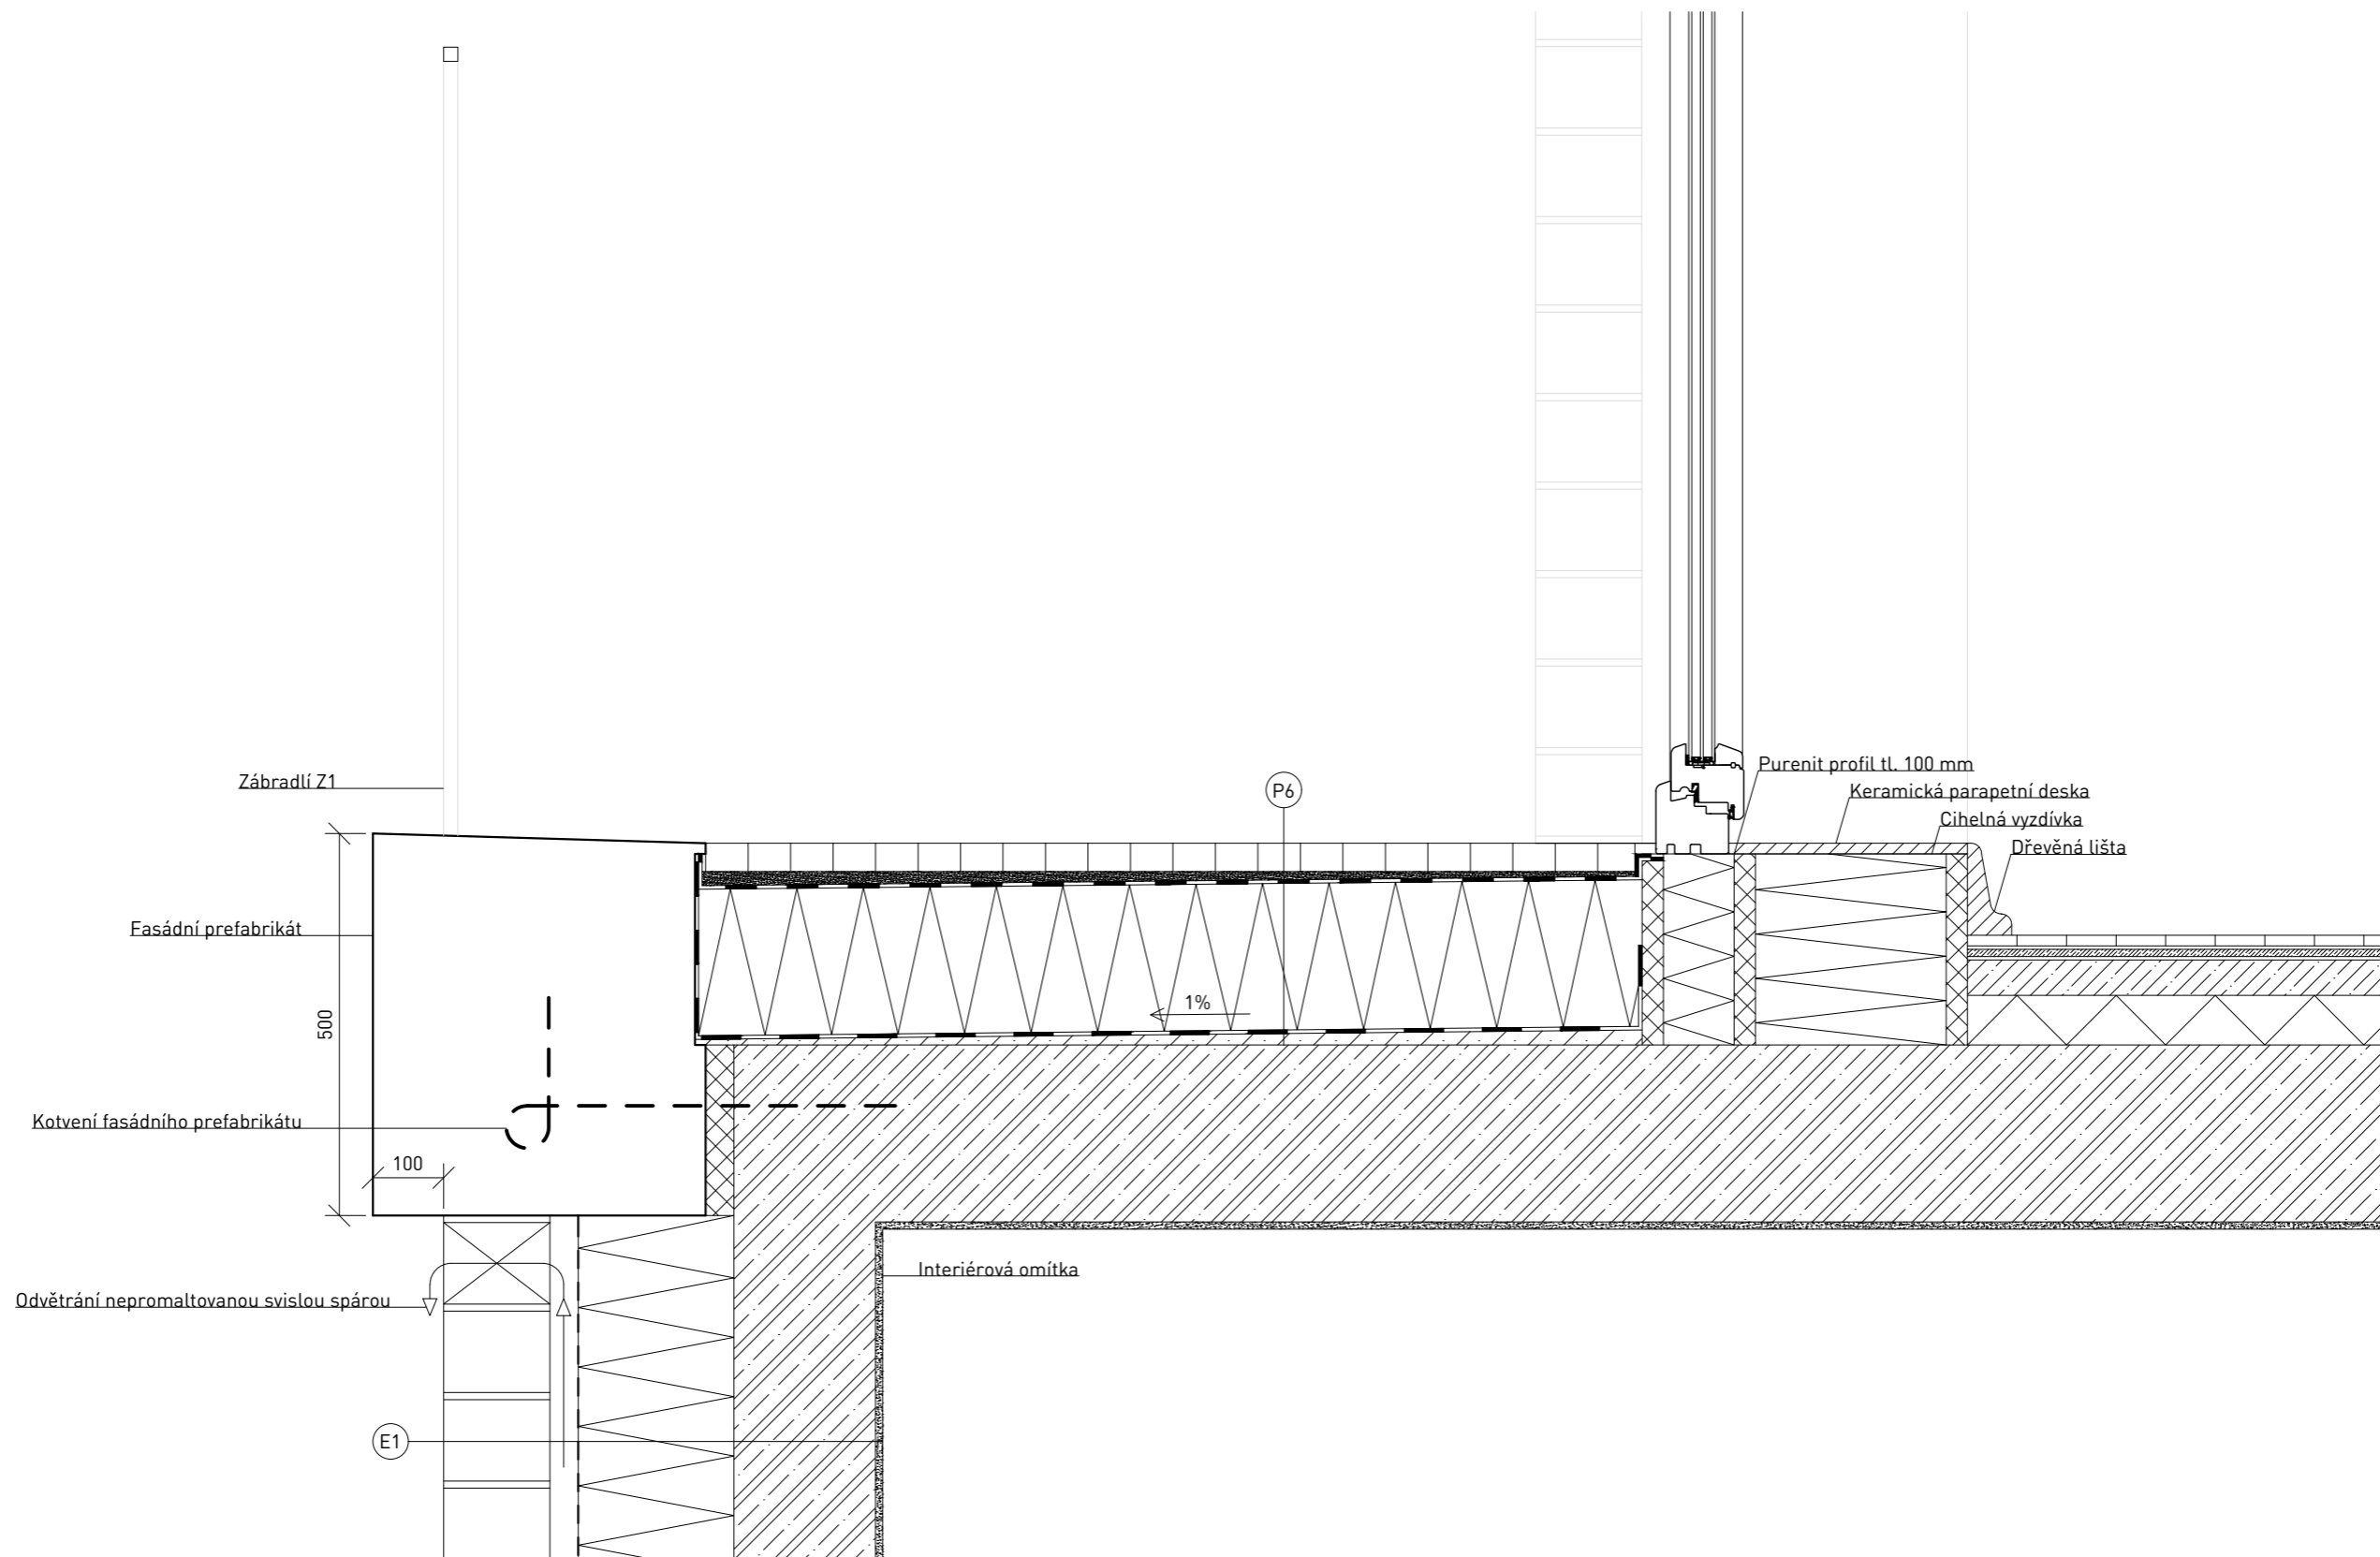 Purenit profil tl. 100 mm
Zábradlí Z1
P6
Keramická parapetní deska
Cihelná vyzdívka
Dřevěná lišta
Fasádní prefabrikát
1%
500
Kotvení fasádního prefabrikátu
100
Interiérová omítka
Odvětrání nepromaltovanou svislou spárou
E1